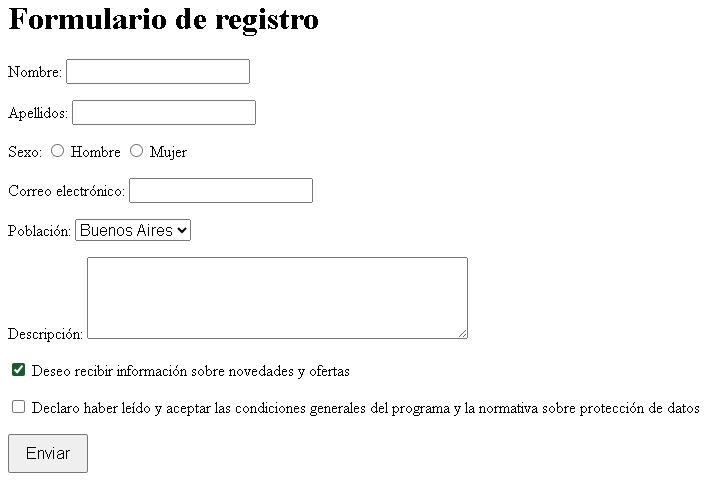 Formulario de registro
Nombre:
Apellidos:
Sexo: Hombre Mujer
Correo electrónico:
Población: Buenos Aires
Descripción:
Deseo recibir información sobre novedades y ofertas
Declaro haber leído y aceptar las condiciones generales del programa y la normativa sobre protección de datos
Enviar